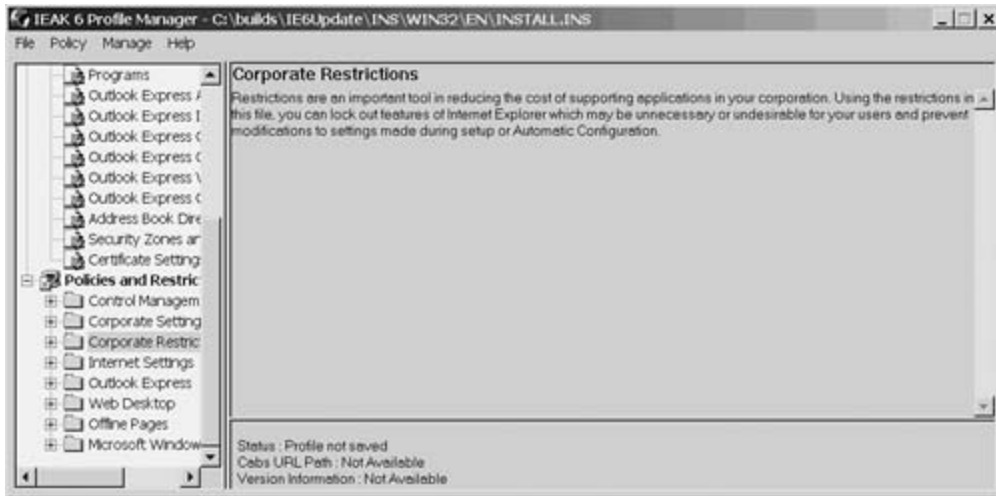 IEAK 6 Profile Manager - C:\builds\IE6Update\INS\WIN32\EN\INSTALL.INS
File Policy Manage Help
Programs
Outlook Express A
Outlook Express I
Outlook Express C
Outlook Express C
Outlook Express V
Outlook Express C
Address Book Dire
Security Zones an
Certificate Setting
Policies and Restric
Control Managem
Corporate Setting
Corporate Restric
Internet Settings
Outlook Express
Web Desktop
Offline Pages
Microsoft Window
Corporate Restrictions
Restrictions are an important tool in reducing the cost of supporting applications in your corporation. Using the restrictions in
this file, you can lock out features of Internet Explorer which may be unnecessary or undesirable for your users and prevent
modifications to settings made during setup or Automatic Configuration.
Status : Profile not saved
Cabs URL Path : Not Available
Version Information : Not Available